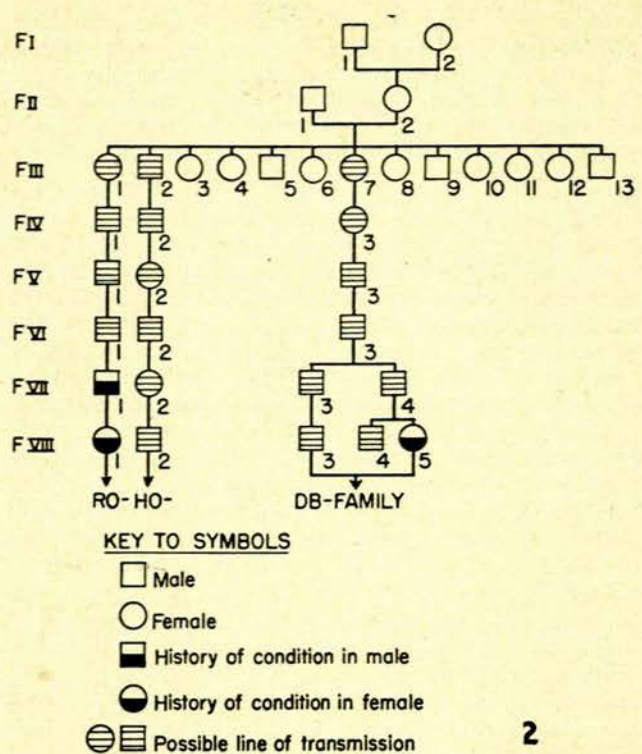 FI
1 2
FII
1 2
FIII
1 2 3 4 5 6 7 8 9 10 11 12 13
FIV
1 2 3
FV
1 2 3
FVI
1 2 3
FVII
1 2 3 4
FVIII
1 2 3 4 5
RO- HO- DB-FAMILY
KEY TO SYMBOLS
Male
Female
History of condition in male
History of condition in female
Possible line of transmission
2